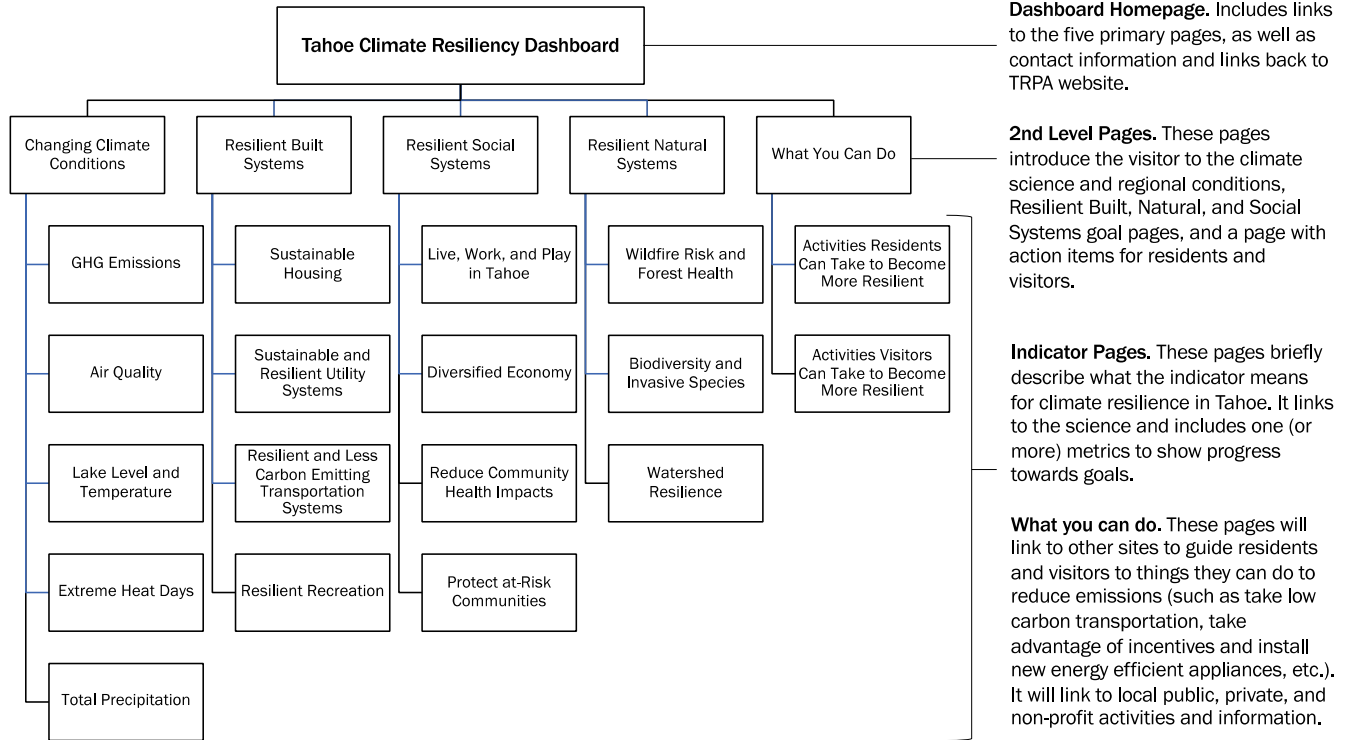 Tahoe Climate Resiliency Dashboard
Dashboard Homepage. Includes links
to the five primary pages, as well as
contact information and links back to
TRPA website.
Changing Climate
Conditions
Resilient Built
Systems
Resilient Social
Systems
Resilient Natural
Systems
What You Can Do
2nd Level Pages. These pages
introduce the visitor to the climate
science and regional conditions,
Resilient Built, Natural, and Social
Systems goal pages, and a page with
action items for residents and
visitors.
GHG Emissions
Air Quality
Lake Level and
Temperature
Extreme Heat Days
Total Precipitation
Sustainable
Housing
Sustainable and
Resilient Utility
Systems
Resilient and Less
Carbon Emitting
Transportation
Systems
Resilient Recreation
Live, Work, and Play
in Tahoe
Diversified Economy
Reduce Community
Health Impacts
Protect at-Risk
Communities
Wildfire Risk and
Forest Health
Biodiversity and
Invasive Species
Watershed
Resilience
Activities Residents
Can Take to Become
More Resilient
Activities Visitors
Can Take to Become
More Resilient
Indicator Pages. These pages briefly
describe what the indicator means
for climate resilience in Tahoe. It links
to the science and includes one (or
more) metrics to show progress
towards goals.
What you can do. These pages will
link to other sites to guide residents
and visitors to things they can do to
reduce emissions (such as take low
carbon transportation, take
advantage of incentives and install
new energy efficient appliances, etc.).
It will link to local public, private, and
non-profit activities and information.